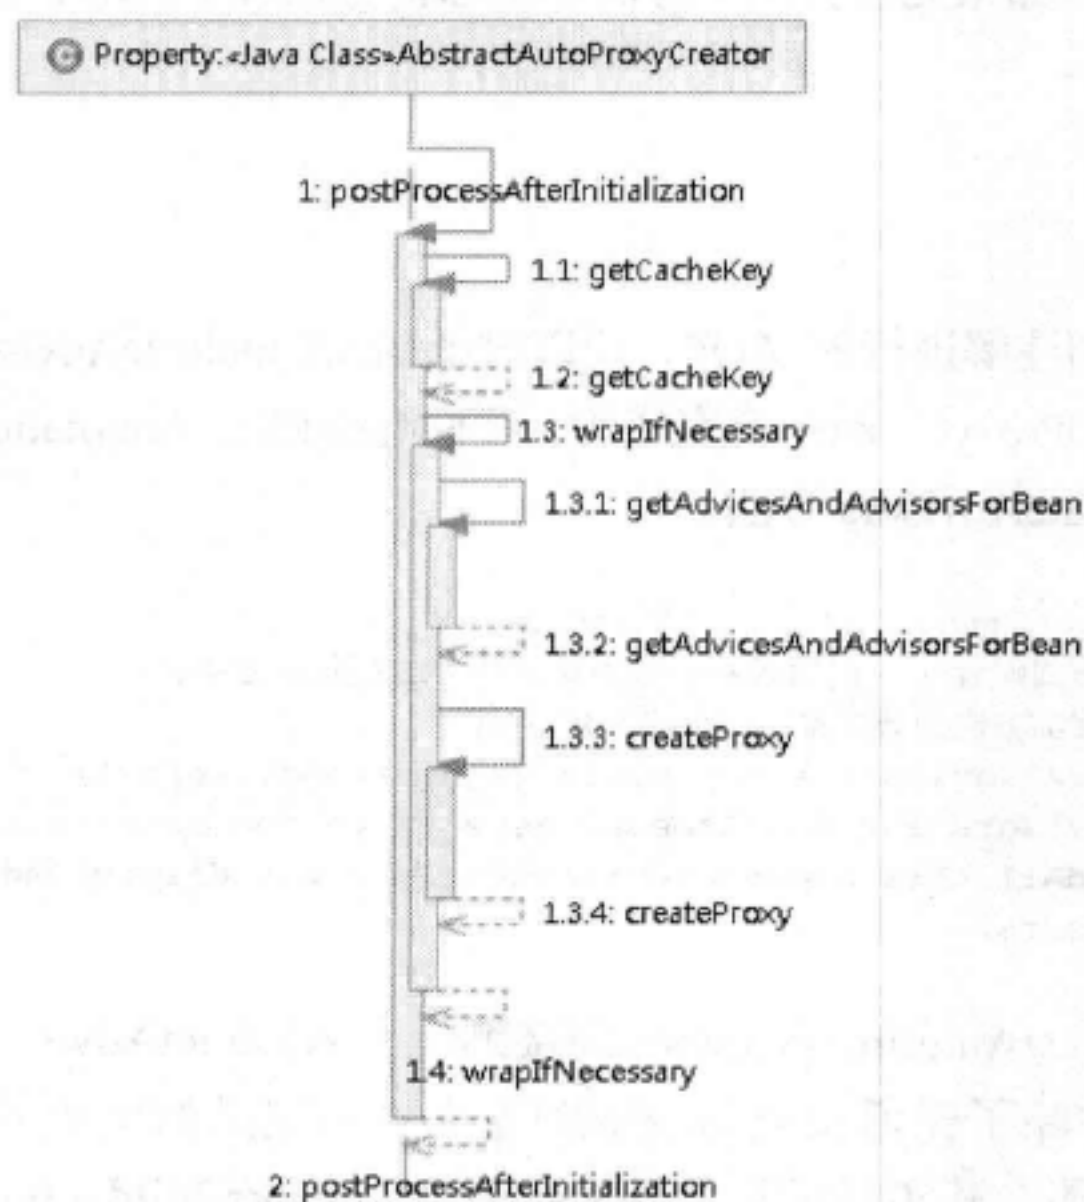 Property:«Java Class»AbstractAutoProxyCreator
1: postProcessAfterInitialization
1.1: getCacheKey
1.2: getCacheKey
1.3: wrapIfNecessary
1.3.1: getAdvicesAndAdvisorsForBean
1.3.2: getAdvicesAndAdvisorsForBean
1.3.3: createProxy
1.3.4: createProxy
1.4: wrapIfNecessary
2: postProcessAfterInitialization